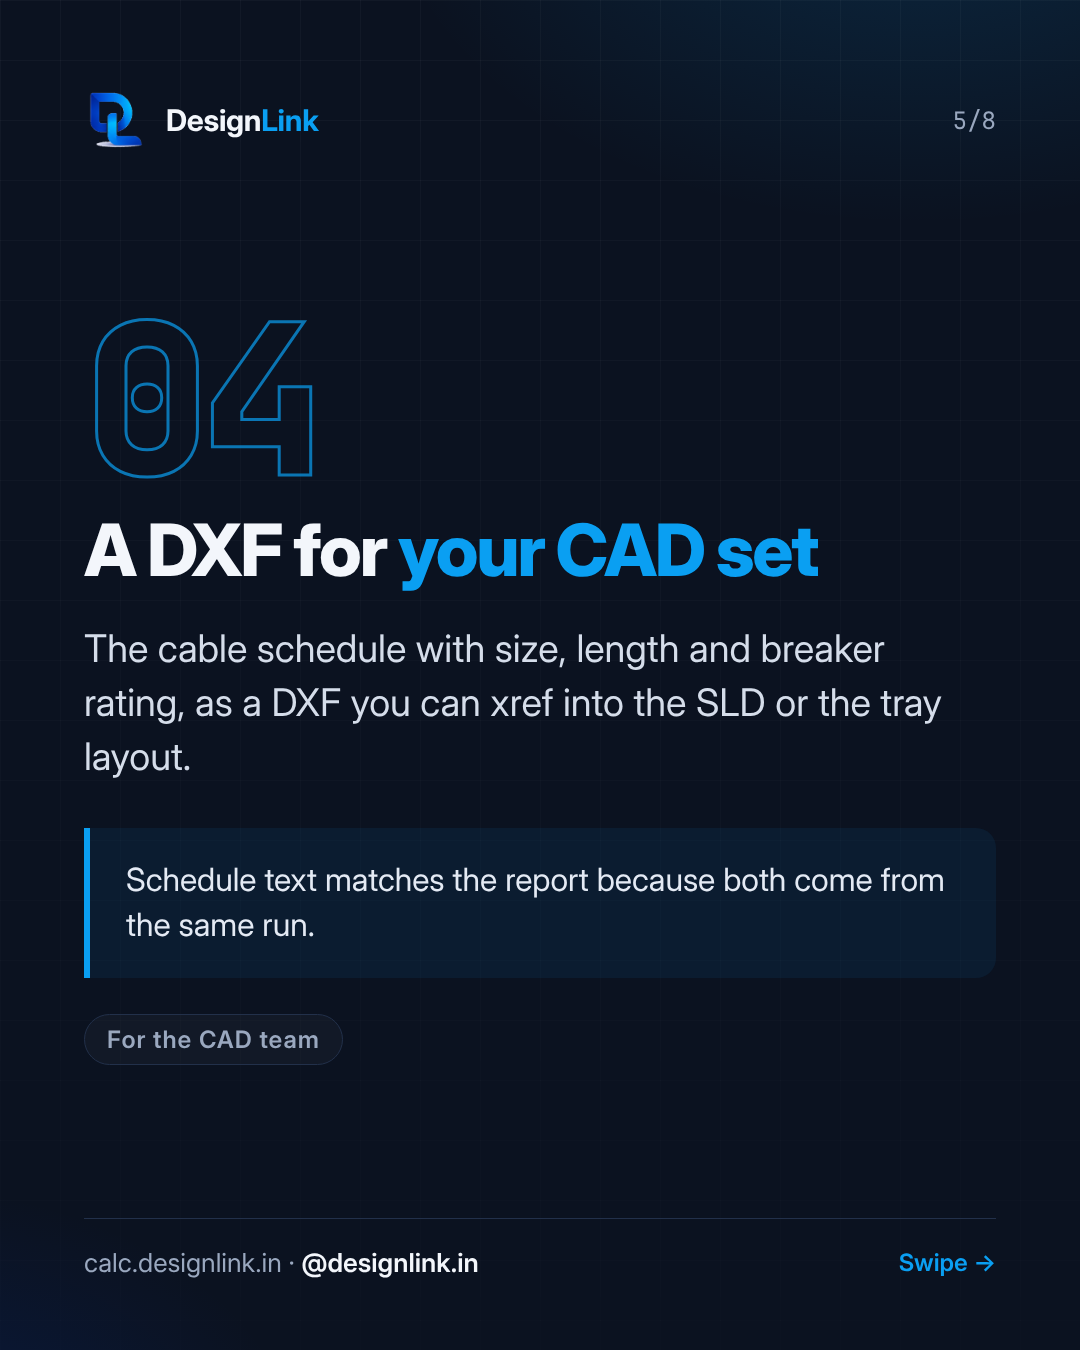 DesignLink
5/8
04
A DXF for your CAD set
The cable schedule with size, length and breaker
rating, as a DXF you can xref into the SLD or the tray
layout.
Schedule text matches the report because both come from
the same run.
For the CAD team
calc.designlink.in · @designlink.in
Swipe →